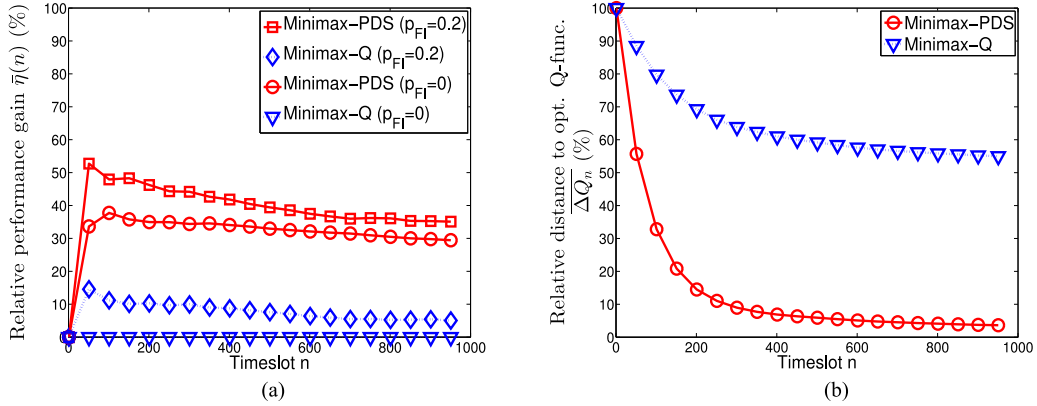 Relative performance gain η̄(n) (%)
100
90
80
70
60
50
40
30
20
10
0
0
200
400
600
800
1000
Timeslot n
Minimax-PDS (p_FI=0.2)
Minimax-Q (p_FI=0.2)
Minimax-PDS (p_FI=0)
Minimax-Q (p_FI=0)
(a)
Relative distance to opt. Q-func.
\overline{ΔQ_n} (%)
100
90
80
70
60
50
40
30
20
10
0
0
200
400
600
800
1000
Timeslot n
Minimax-PDS
Minimax-Q
(b)